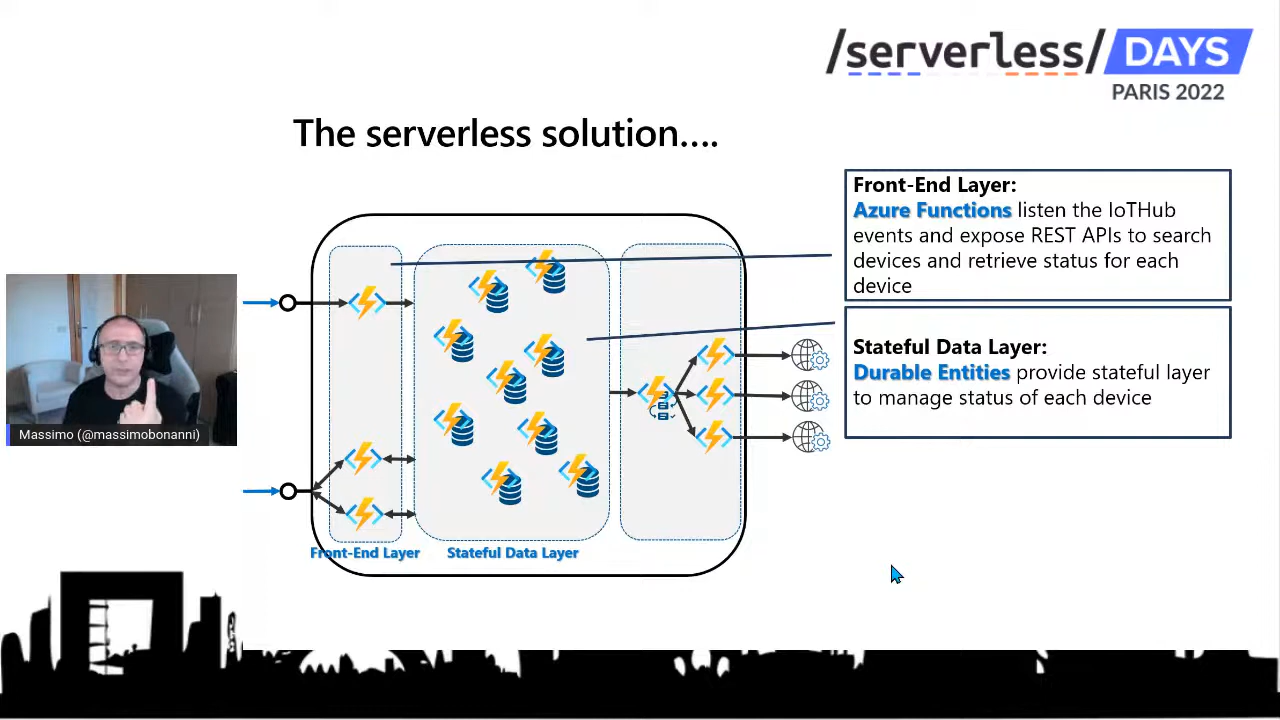 /serverless/ DAYS
PARIS 2022
The serverless solution....
Front-End Layer:
Azure Functions listen the IoTHub
events and expose REST APIs to search
devices and retrieve status for each
device
Stateful Data Layer:
Durable Entities provide stateful layer
to manage status of each device
Massimo (@massimobonanni)
Front-End Layer
Stateful Data Layer